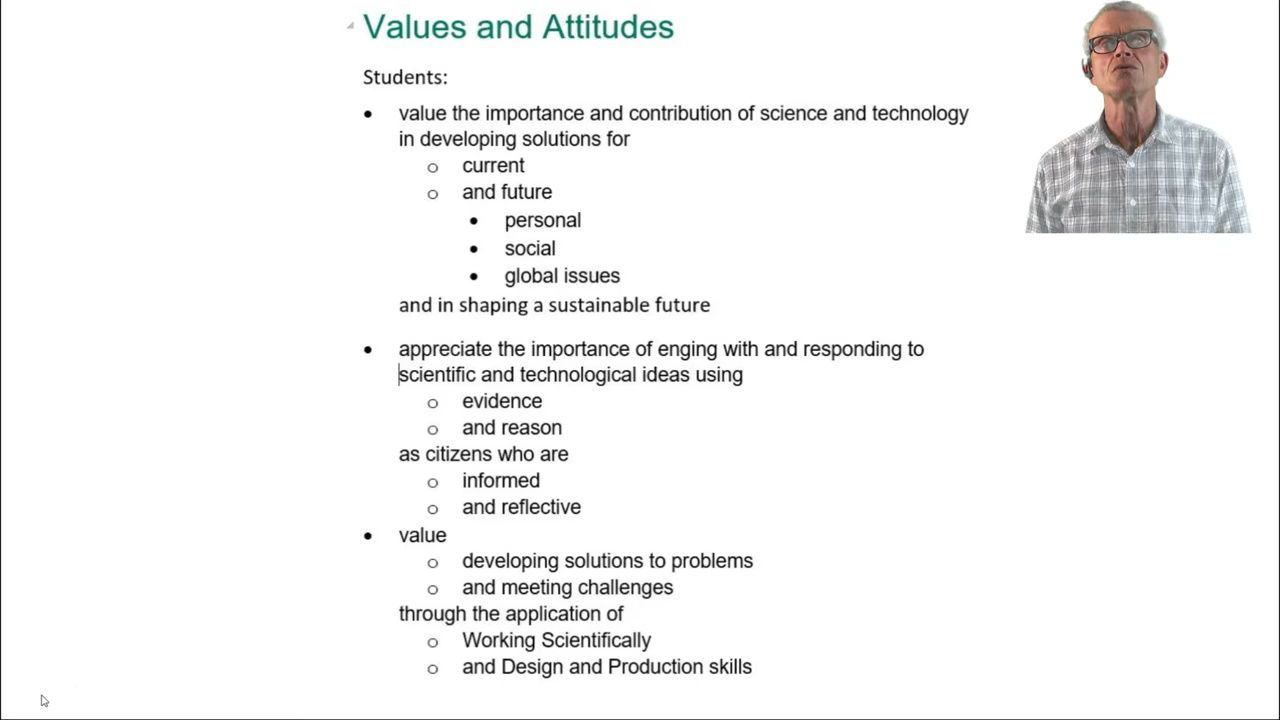 Values and Attitudes
Students:
• value the importance and contribution of science and technology
in developing solutions for
o current
o and future
• personal
• social
• global issues
and in shaping a sustainable future
• appreciate the importance of enging with and responding to
scientific and technological ideas using
o evidence
o and reason
as citizens who are
o informed
o and reflective
• value
o developing solutions to problems
o and meeting challenges
through the application of
o Working Scientifically
o and Design and Production skills